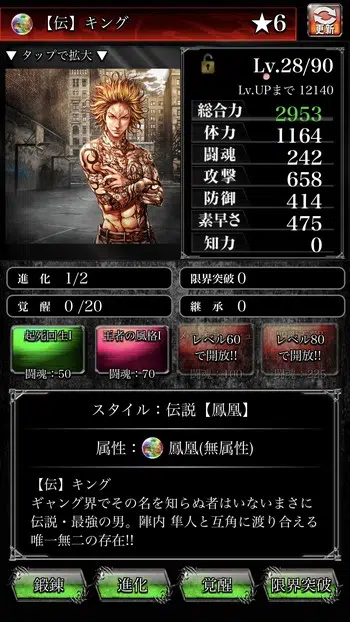 【伝】キング
★6
更新
▼ タップで拡大 ▼
Lv.28/90
Lv.UPまで 12140
総合力 2953
体力 1164
闘魂 242
攻撃 658
防御 414
素早さ 475
知力 0
進 化 1/2
限界突破 0
覚 醒 0 /20
継 承 0
起死回生I
王者の風格I
レベル60
で開放!!
レベル80
で開放!!
闘魂:50
闘魂:70
スタイル:伝説【鳳凰】
属性: 鳳凰(無属性)
【伝】キング
ギャング界でその名を知らぬ者はいないまさに
伝説・最強の男。陣内 隼人と互角に渡り合える
唯一無二の存在!!
鍛錬
進化
覚醒
限界突破